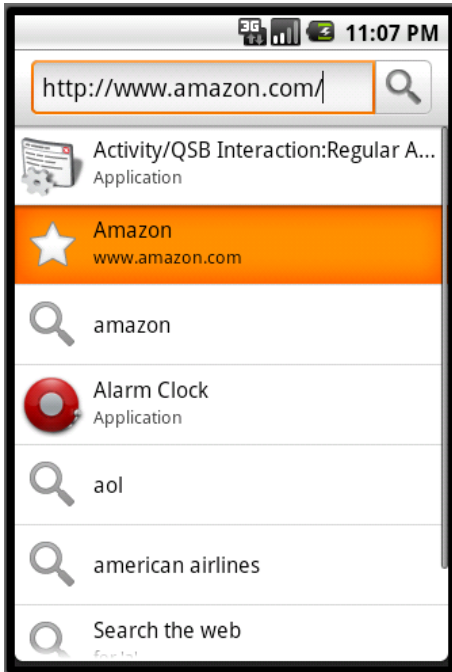 3G 11:07 PM
http://www.amazon.com/
Activity/QSB Interaction:Regular A...
Application
Amazon
www.amazon.com
amazon
Alarm Clock
Application
aol
american airlines
Search the web
for 'a'